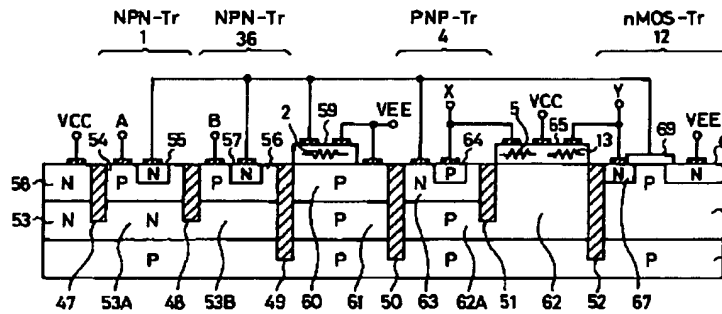 NPN-Tr NPN-Tr PNP-Tr nMOS-Tr
1 36 4 12
X Y
59 5 VCC
VCC A B 2 VEE 65 VEE
54 55 57 56 64 13 69
58 N P N P N P N P N P N
53 N N P P
P P P
47 53A 48 53B 49 60 61 50 63 62A 51 62 52 67